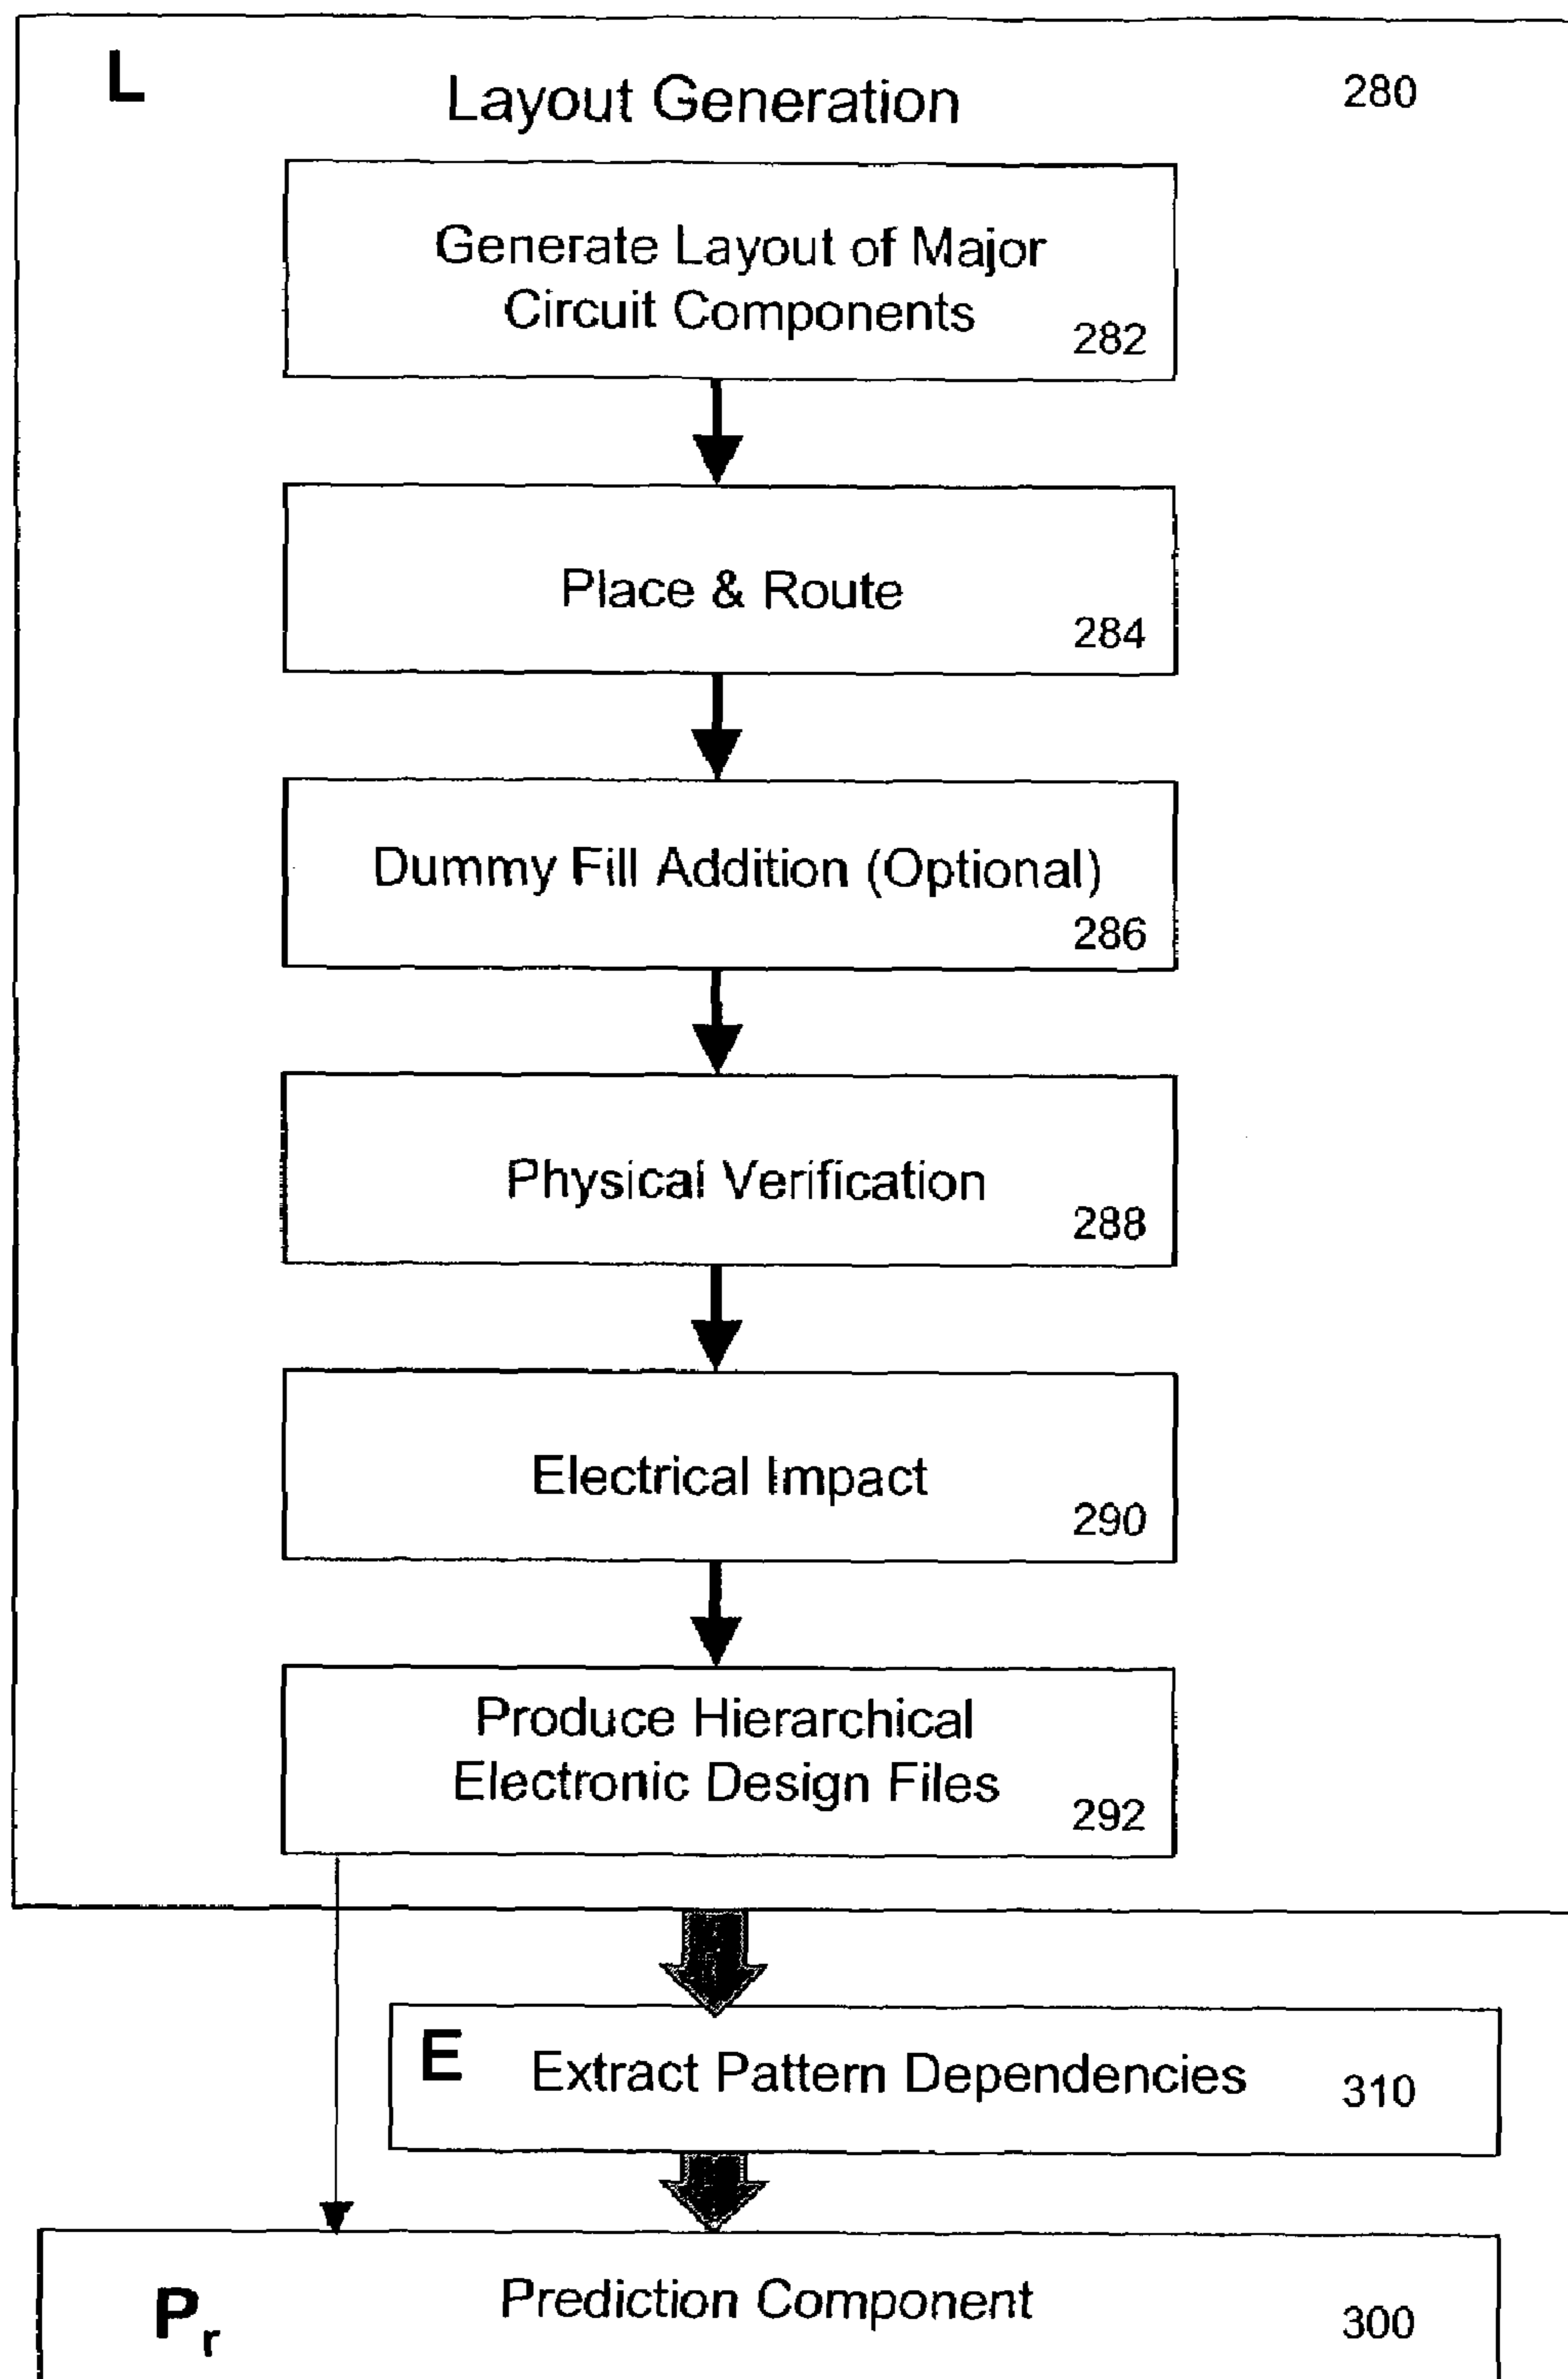 L Layout Generation 280
Generate Layout of Major
Circuit Components
282
Place & Route
284
Dummy Fill Addition (Optional)
286
Physical Verification
288
Electrical Impact
290
Produce Hierarchical
Electronic Design Files
292
E Extract Pattern Dependencies 310
Pr Prediction Component 300